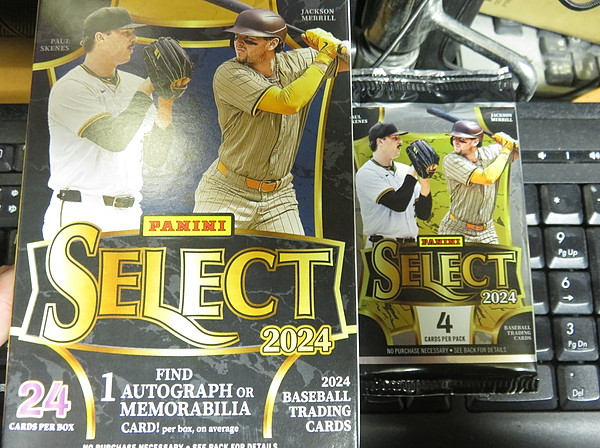 PAUL
SKENES
JACKSON
MERRILL
PANINI
SELECT
2024
24
CARDS PER BOX
FIND
1 AUTOGRAPH OR
MEMORABILIA
CARD! per box, on average
2024
BASEBALL
TRADING
CARDS
NO PURCHASE NECESSARY • SEE BACK FOR DETAILS
PAUL
SKENES
JACKSON
MERRILL
PANINI
SELECT
2024
4
CARDS PER PACK
BASEBALL
TRADING
CARDS
NO PURCHASE NECESSARY • SEE BACK FOR DETAILS
1
9
Pg Up
6
3
Pg Dn
Del